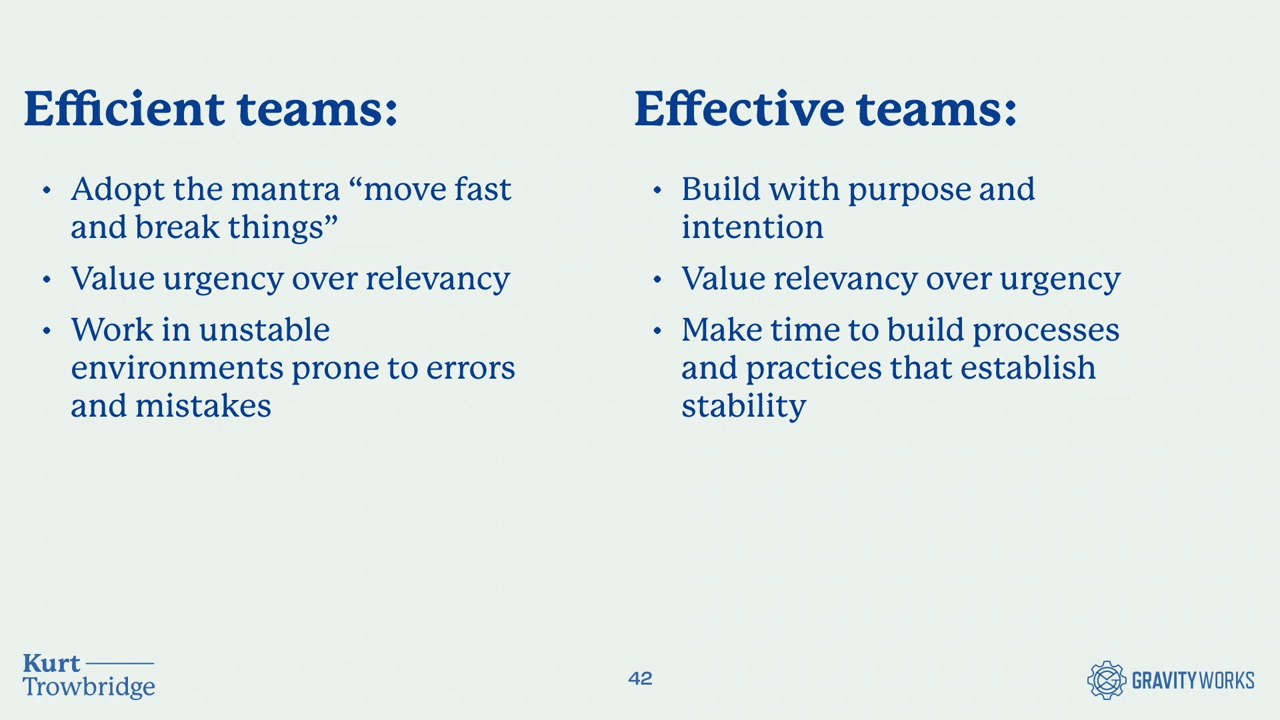 Efficient teams:
• Adopt the mantra “move fast
and break things”
• Value urgency over relevancy
• Work in unstable
environments prone to errors
and mistakes
Effective teams:
• Build with purpose and
intention
• Value relevancy over urgency
• Make time to build processes
and practices that establish
stability
Kurt
Trowbridge
42
GRAVITYWORKS